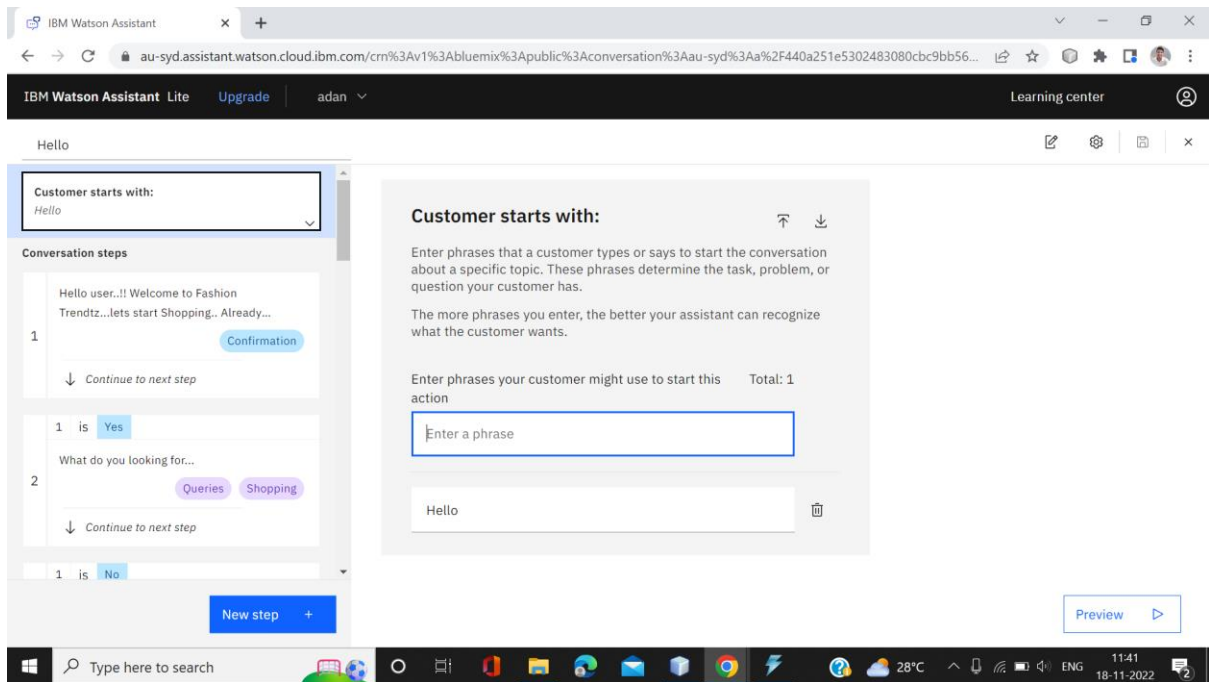 IBM Watson Assistant
au-syd.assistant.watson.cloud.ibm.com/crn%3Av1%3Abluemix%3Apublic%3Aconversation%3Aau-syd%3Aa%2F440a251e5302483080cbc9bb56...
IBM Watson Assistant Lite Upgrade adan Learning center
Hello
Customer starts with:
Hello
Conversation steps
Hello user..!! Welcome to Fashion
Trendtz...lets start Shopping.. Already...
1
Confirmation
Continue to next step
1 is Yes
What do you looking for...
2
Queries Shopping
Continue to next step
1 is No
New step +
Customer starts with:
Enter phrases that a customer types or says to start the conversation
about a specific topic. These phrases determine the task, problem, or
question your customer has.
The more phrases you enter, the better your assistant can recognize
what the customer wants.
Enter phrases your customer might use to start this Total: 1
action
Enter a phrase
Hello
Preview
Type here to search
28°C ENG 11:41
18-11-2022
2